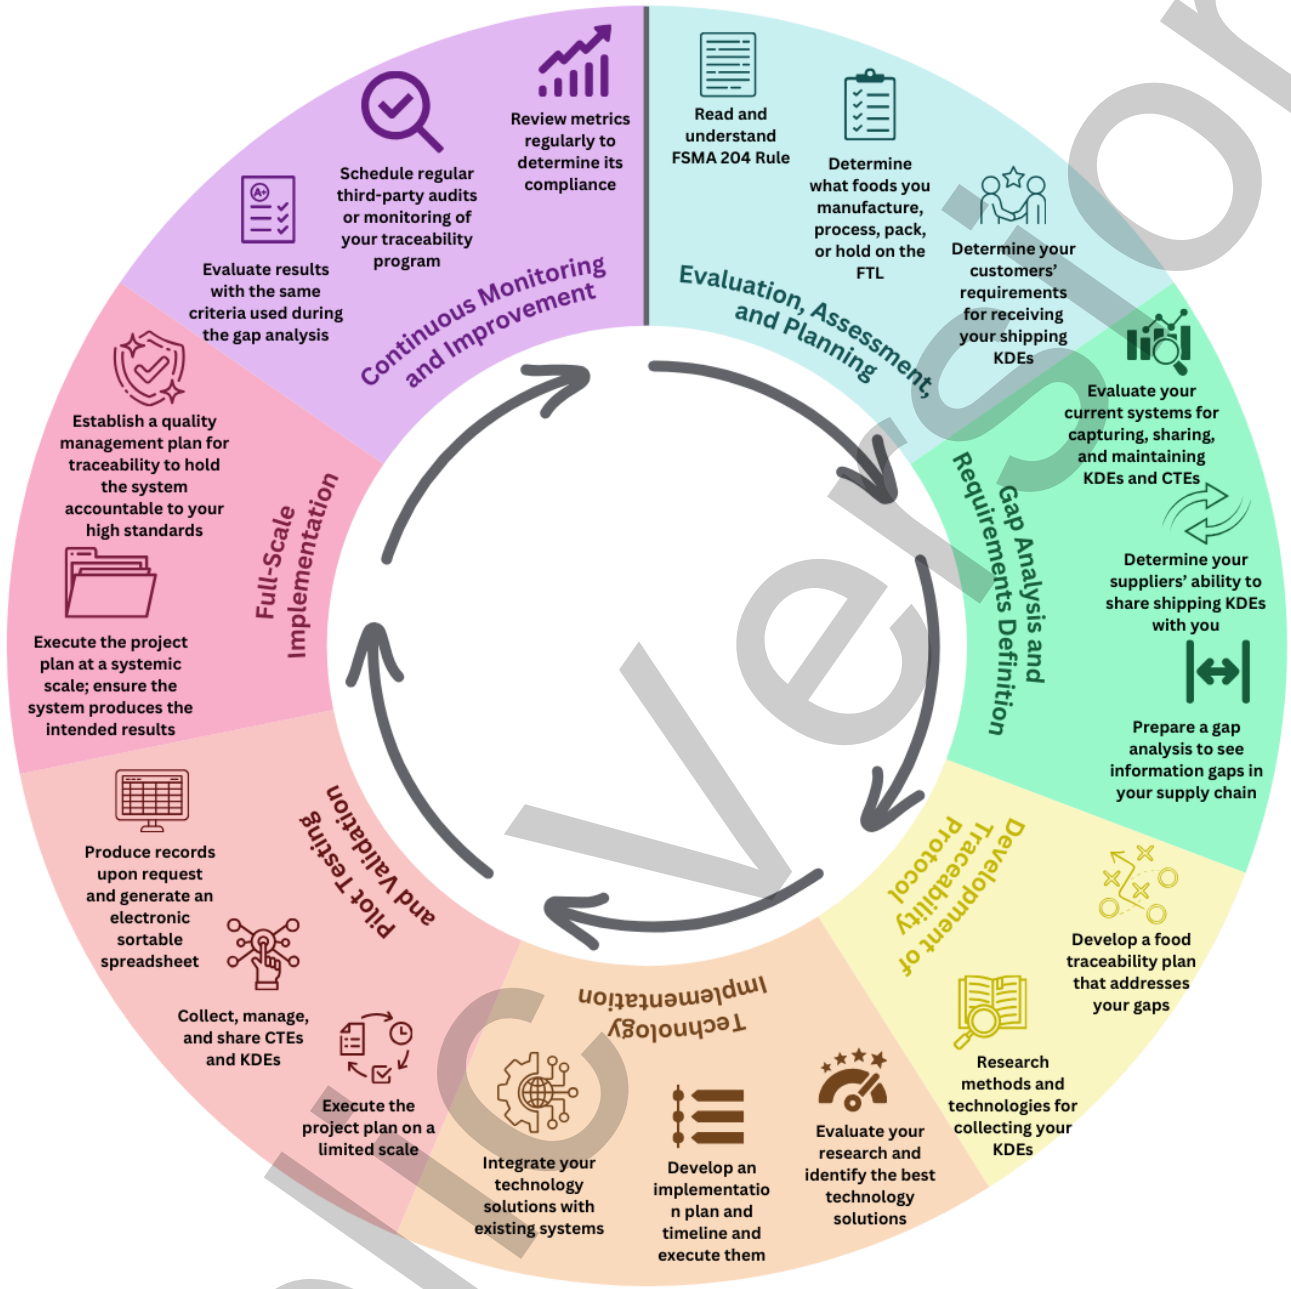 Read and
understand
FSMA 204 Rule
Determine
what foods you
manufacture,
process, pack,
or hold on the
FTL
Determine your
customers'
requirements
for receiving
your shipping
KDEs
Evaluation, Assessment,
and Planning
Evaluate your
current systems for
capturing, sharing,
and maintaining
KDEs and CTEs
Determine your
suppliers' ability to
share shipping KDEs
with you
Prepare a gap
analysis to see
information gaps in
your supply chain
Gap Analysis and
Requirements Definition
Develop a food
traceability plan
that addresses
your gaps
Research
methods and
technologies for
collecting your
KDEs
Development of
Traceability
Protocol
Evaluate your
research and
identify the best
technology
solutions
Develop an
implementatio
n plan and
timeline and
execute them
Integrate your
technology
solutions with
existing systems
Technology
Implementation
Execute the
project plan on a
limited scale
Collect, manage,
and share CTEs
and KDEs
Produce records
upon request
and generate an
electronic
sortable
spreadsheet
Pilot Testing
and Validation
Execute the project
plan at a systemic
scale; ensure the
system produces the
intended results
Establish a quality
management plan for
traceability to hold
the system
accountable to your
high standards
Full-Scale
Implementation
Evaluate results
with the same
criteria used during
the gap analysis
A+
Schedule regular
third-party audits
or monitoring of
your traceability
program
Review metrics
regularly to
determine its
compliance
Continuous Monitoring
and Improvement
lic Version